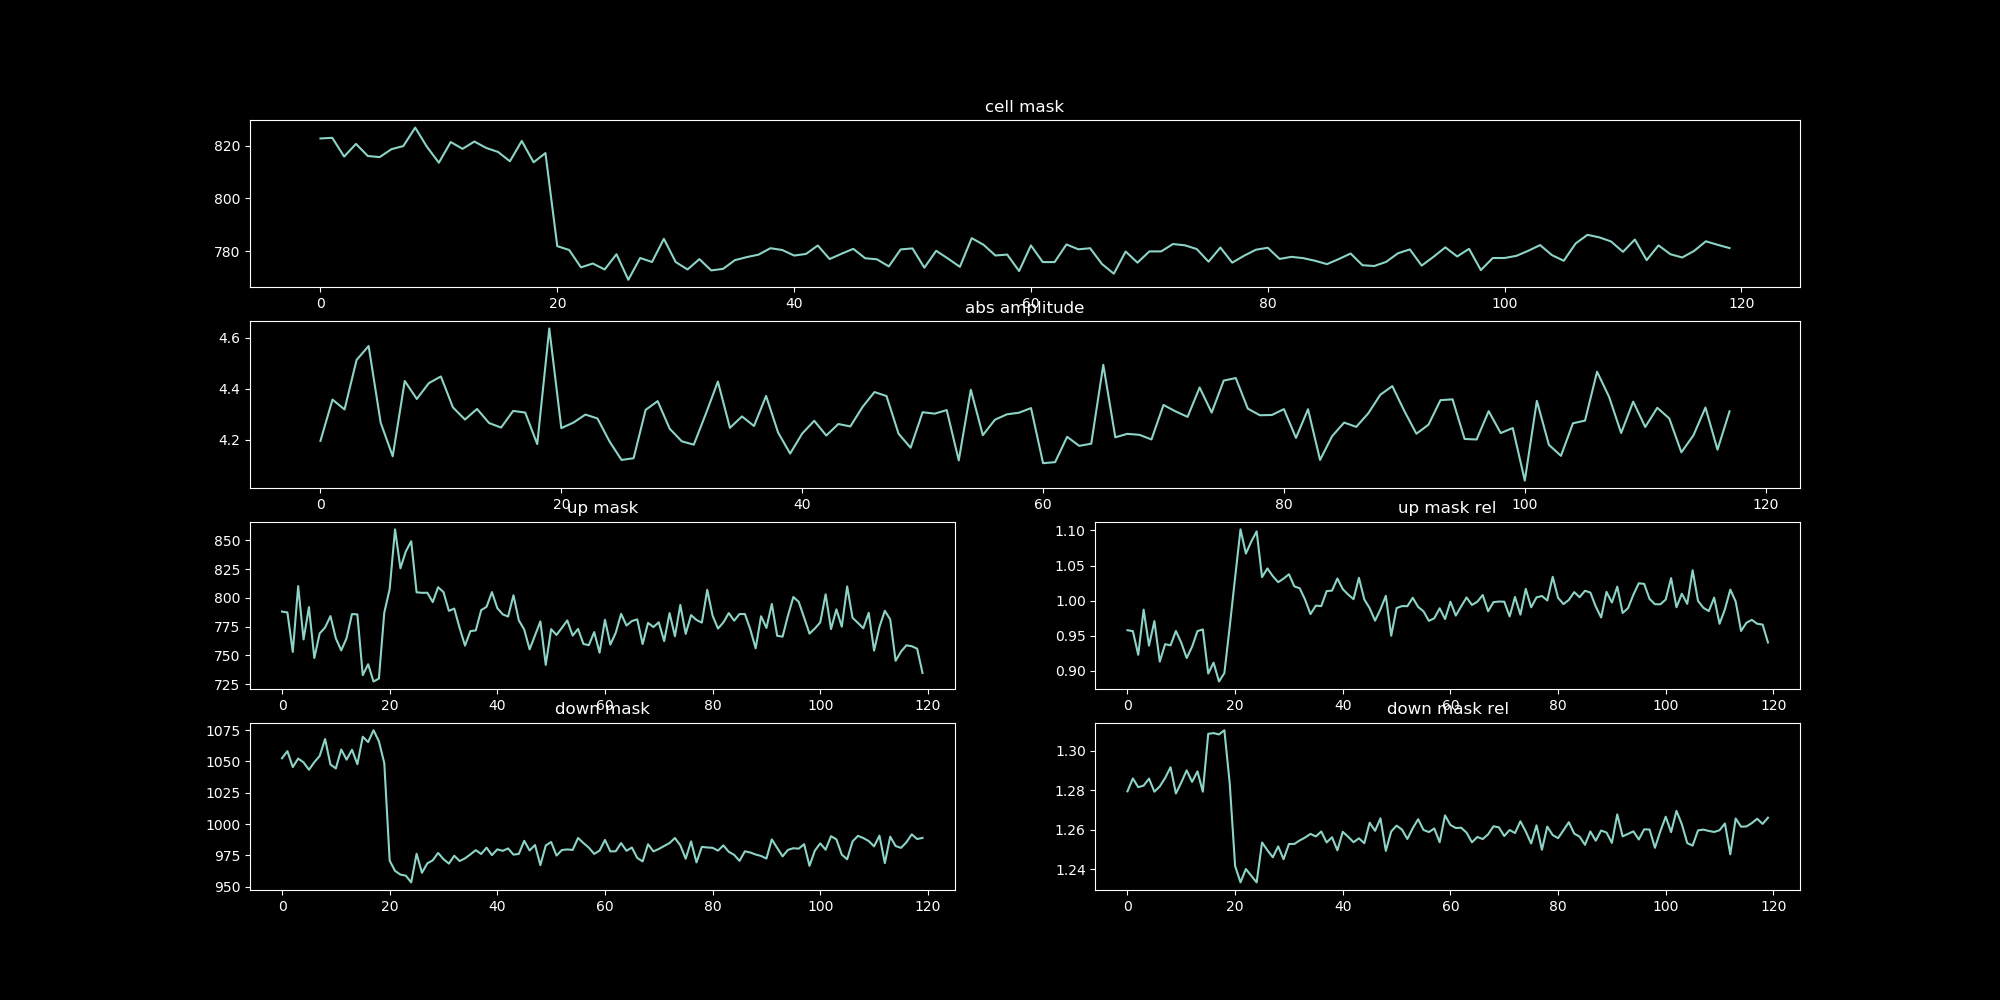 cell mask
820
800
780
0 20 40 60 80 100 120
abs amplitude
4.6
4.4
4.2
0 20 40 60 80 100 120
up mask
850
825
800
775
750
725
0 20 40 60 80 100 120
up mask rel
1.10
1.05
1.00
0.95
0.90
0 20 40 60 80 100 120
down mask
1075
1050
1025
1000
975
950
0 20 40 60 80 100 120
down mask rel
1.30
1.28
1.26
1.24
0 20 40 60 80 100 120